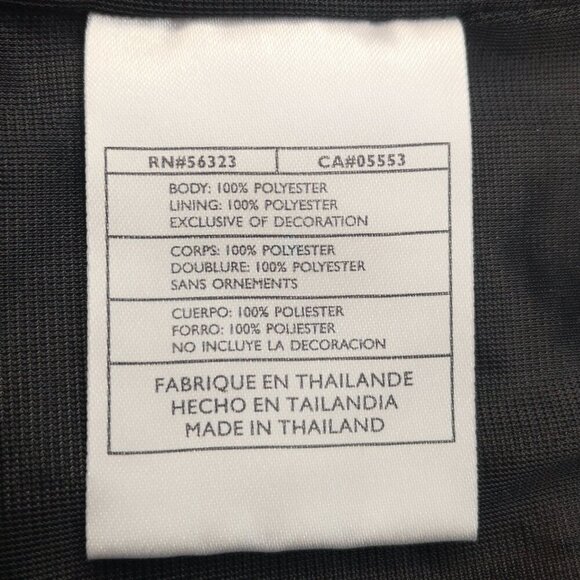 RN#56323 CA#05553
BODY: 100% POLYESTER
LINING: 100% POLYESTER
EXCLUSIVE OF DECORATION
CORPS: 100% POLYESTER
DOUBLURE: 100% POLYESTER
SANS ORNEMENTS
CUERPO: 100% POLIESTER
FORRO: 100% POLIESTER
NO INCLUYE LA DECORACION
FABRIQUE EN THAILANDE
HECHO EN TAILANDIA
MADE IN THAILAND